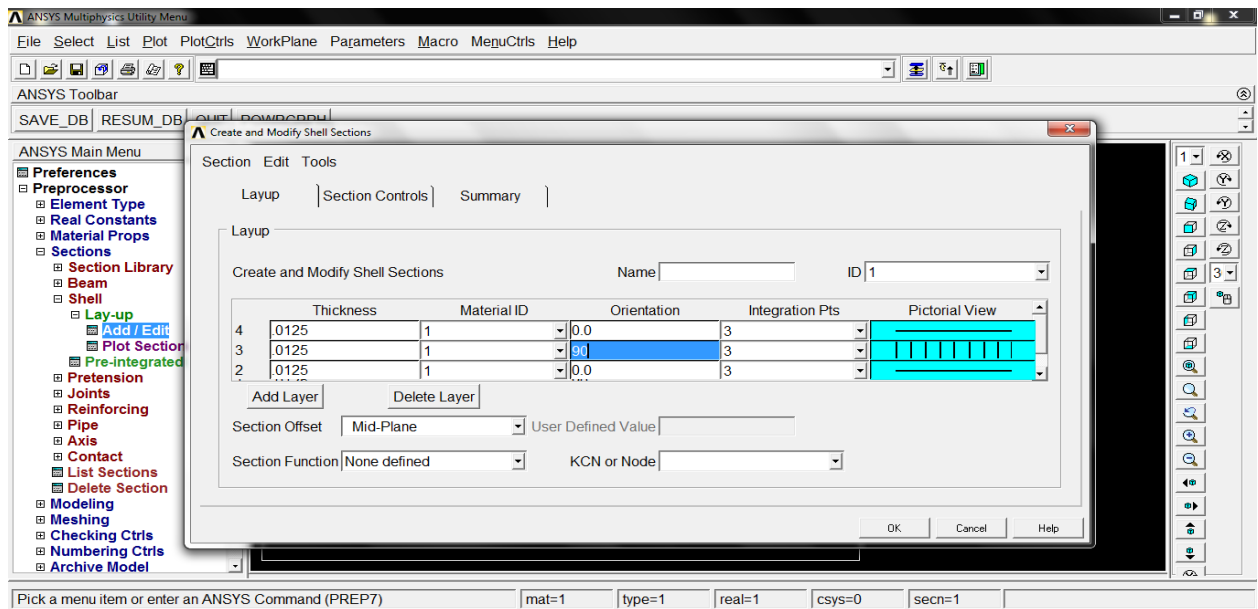 ANSYS Multiphysics Utility Menu
File Select List Plot PlotCtrls WorkPlane Parameters Macro MenuCtrls Help
ANSYS Toolbar
SAVE_DB RESUM_DB QUIT POWRGRPH
ANSYS Main Menu
Preferences
Preprocessor
Element Type
Real Constants
Material Props
Sections
Section Library
Beam
Shell
Lay-up
Add / Edit
Plot Section
Pre-integrated
Pretension
Joints
Reinforcing
Pipe
Axis
Contact
List Sections
Delete Section
Modeling
Meshing
Checking Ctrls
Numbering Ctrls
Archive Model
Create and Modify Shell Sections
Section Edit Tools
Layup Section Controls Summary
Layup
Create and Modify Shell Sections Name ID 1
Thickness Material ID Orientation Integration Pts Pictorial View
4 .0125 1 0.0 3
3 .0125 1 90 3
2 .0125 1 0.0 3
Add Layer Delete Layer
Section Offset Mid-Plane User Defined Value
Section Function None defined KCN or Node
OK Cancel Help
1
3
Pick a menu item or enter an ANSYS Command (PREP7) mat=1 type=1 real=1 csys=0 secn=1